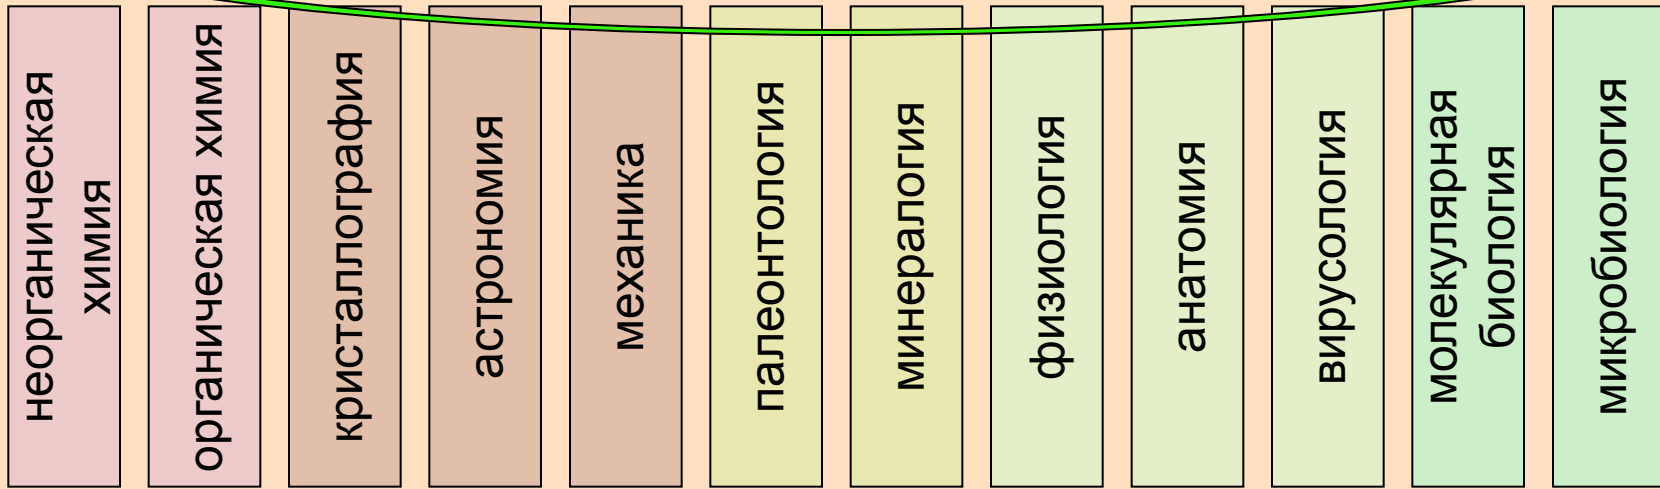 неорганическая
химия
органическая химия
кристаллография
астрономия
механика
палеонтология
минералогия
физиология
анатомия
вирусология
молекулярная
биология
микробиология